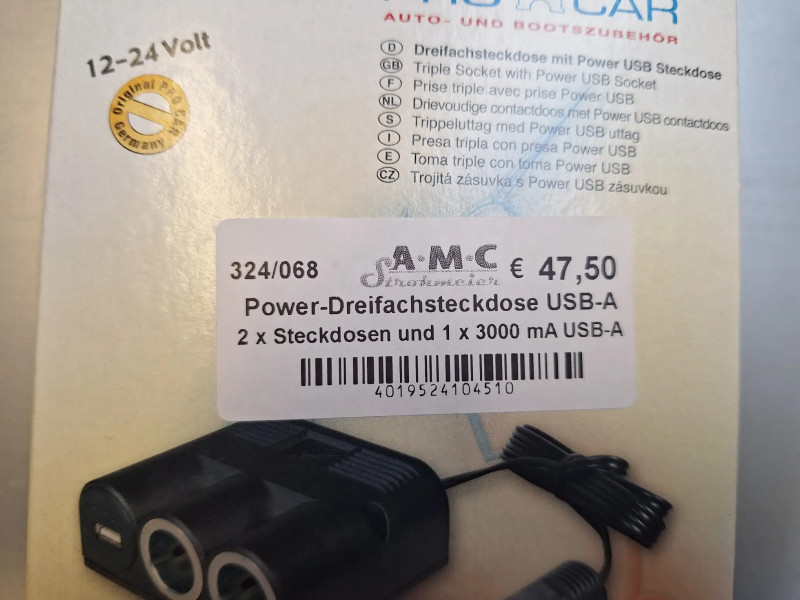 PRO CAR
AUTO- UND BOOTSZUBEHÖR
12–24 Volt
Original PRO CAR
Germany
D Dreifachsteckdose mit Power USB Steckdose
GB Triple Socket with Power USB Socket
F Prise triple avec prise Power USB
NL Drievoudige contactdoos met Power USB contactdoos
S Trippeluttag med Power USB uttag
I Presa tripla con presa Power USB
E Toma triple con toma Power USB
CZ Trojitá zásuvka s Power USB zásuvkou
324/068 A·M·C Strohmeier € 47,50
Power-Dreifachsteckdose USB-A
2 x Steckdosen und 1 x 3000 mA USB-A
4019524104510